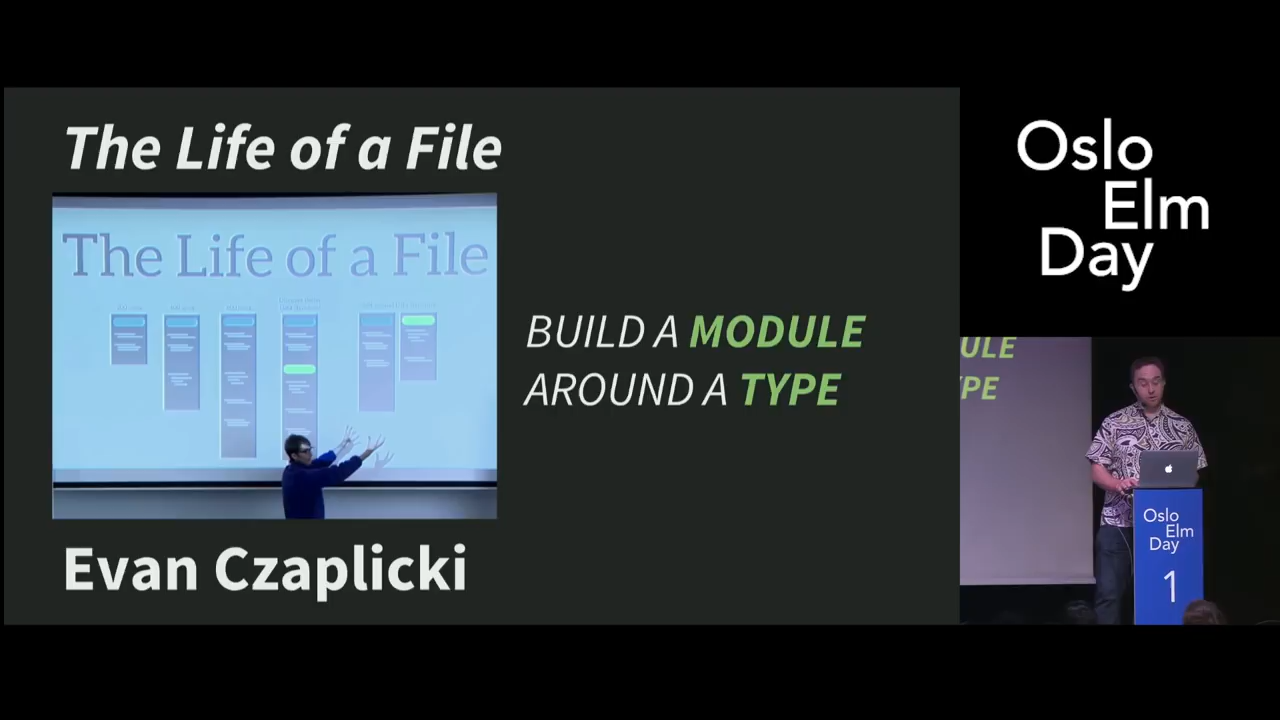 The Life of a File
The Life of a File
BUILD A MODULE
AROUND A TYPE
Evan Czaplicki
Oslo
Elm
Day
ULE
PE
Oslo
Elm
Day
1